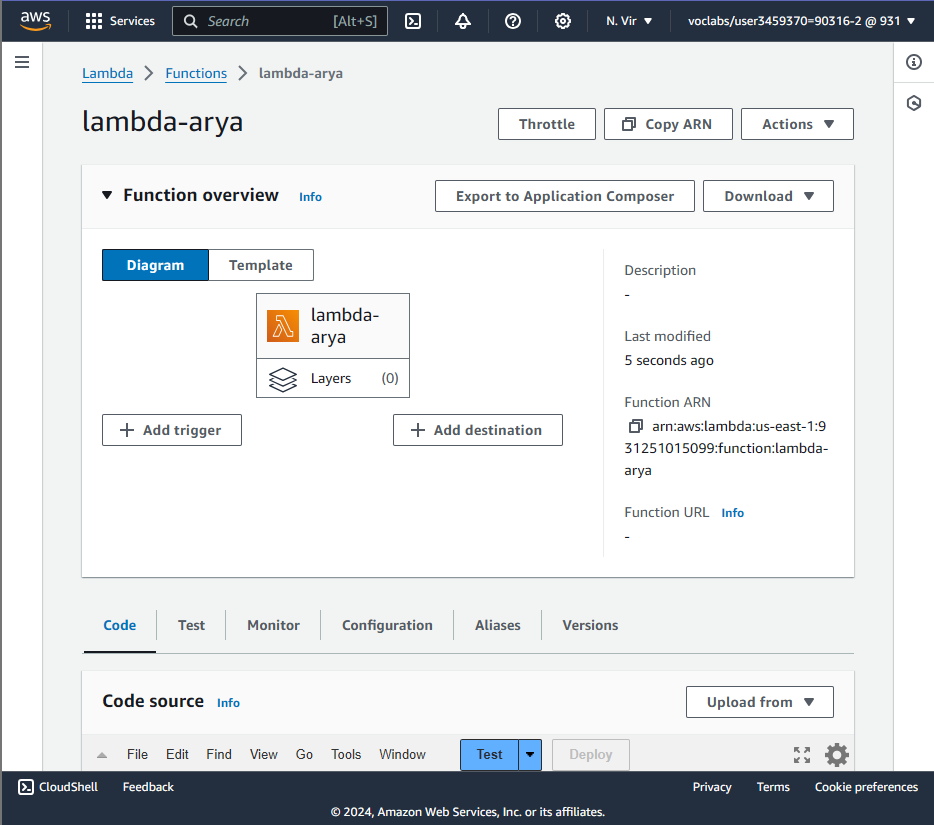 aws
Services
Search [Alt+S]
N. Vir
voclabs/user3459370=90316-2 @ 931
Lambda
Functions
lambda-arya
lambda-arya
Throttle
Copy ARN
Actions
Function overview
Info
Export to Application Composer
Download
Diagram
Template
lambda-
arya
Layers (0)
Add trigger
Add destination
Description
-
Last modified
5 seconds ago
Function ARN
arn:aws:lambda:us-east-1:9
31251015099:function:lambda-
arya
Function URL Info
-
Code
Test
Monitor
Configuration
Aliases
Versions
Code source Info
Upload from
File
Edit
Find
View
Go
Tools
Window
Test
Deploy
CloudShell
Feedback
Privacy
Terms
Cookie preferences
© 2024, Amazon Web Services, Inc. or its affiliates.